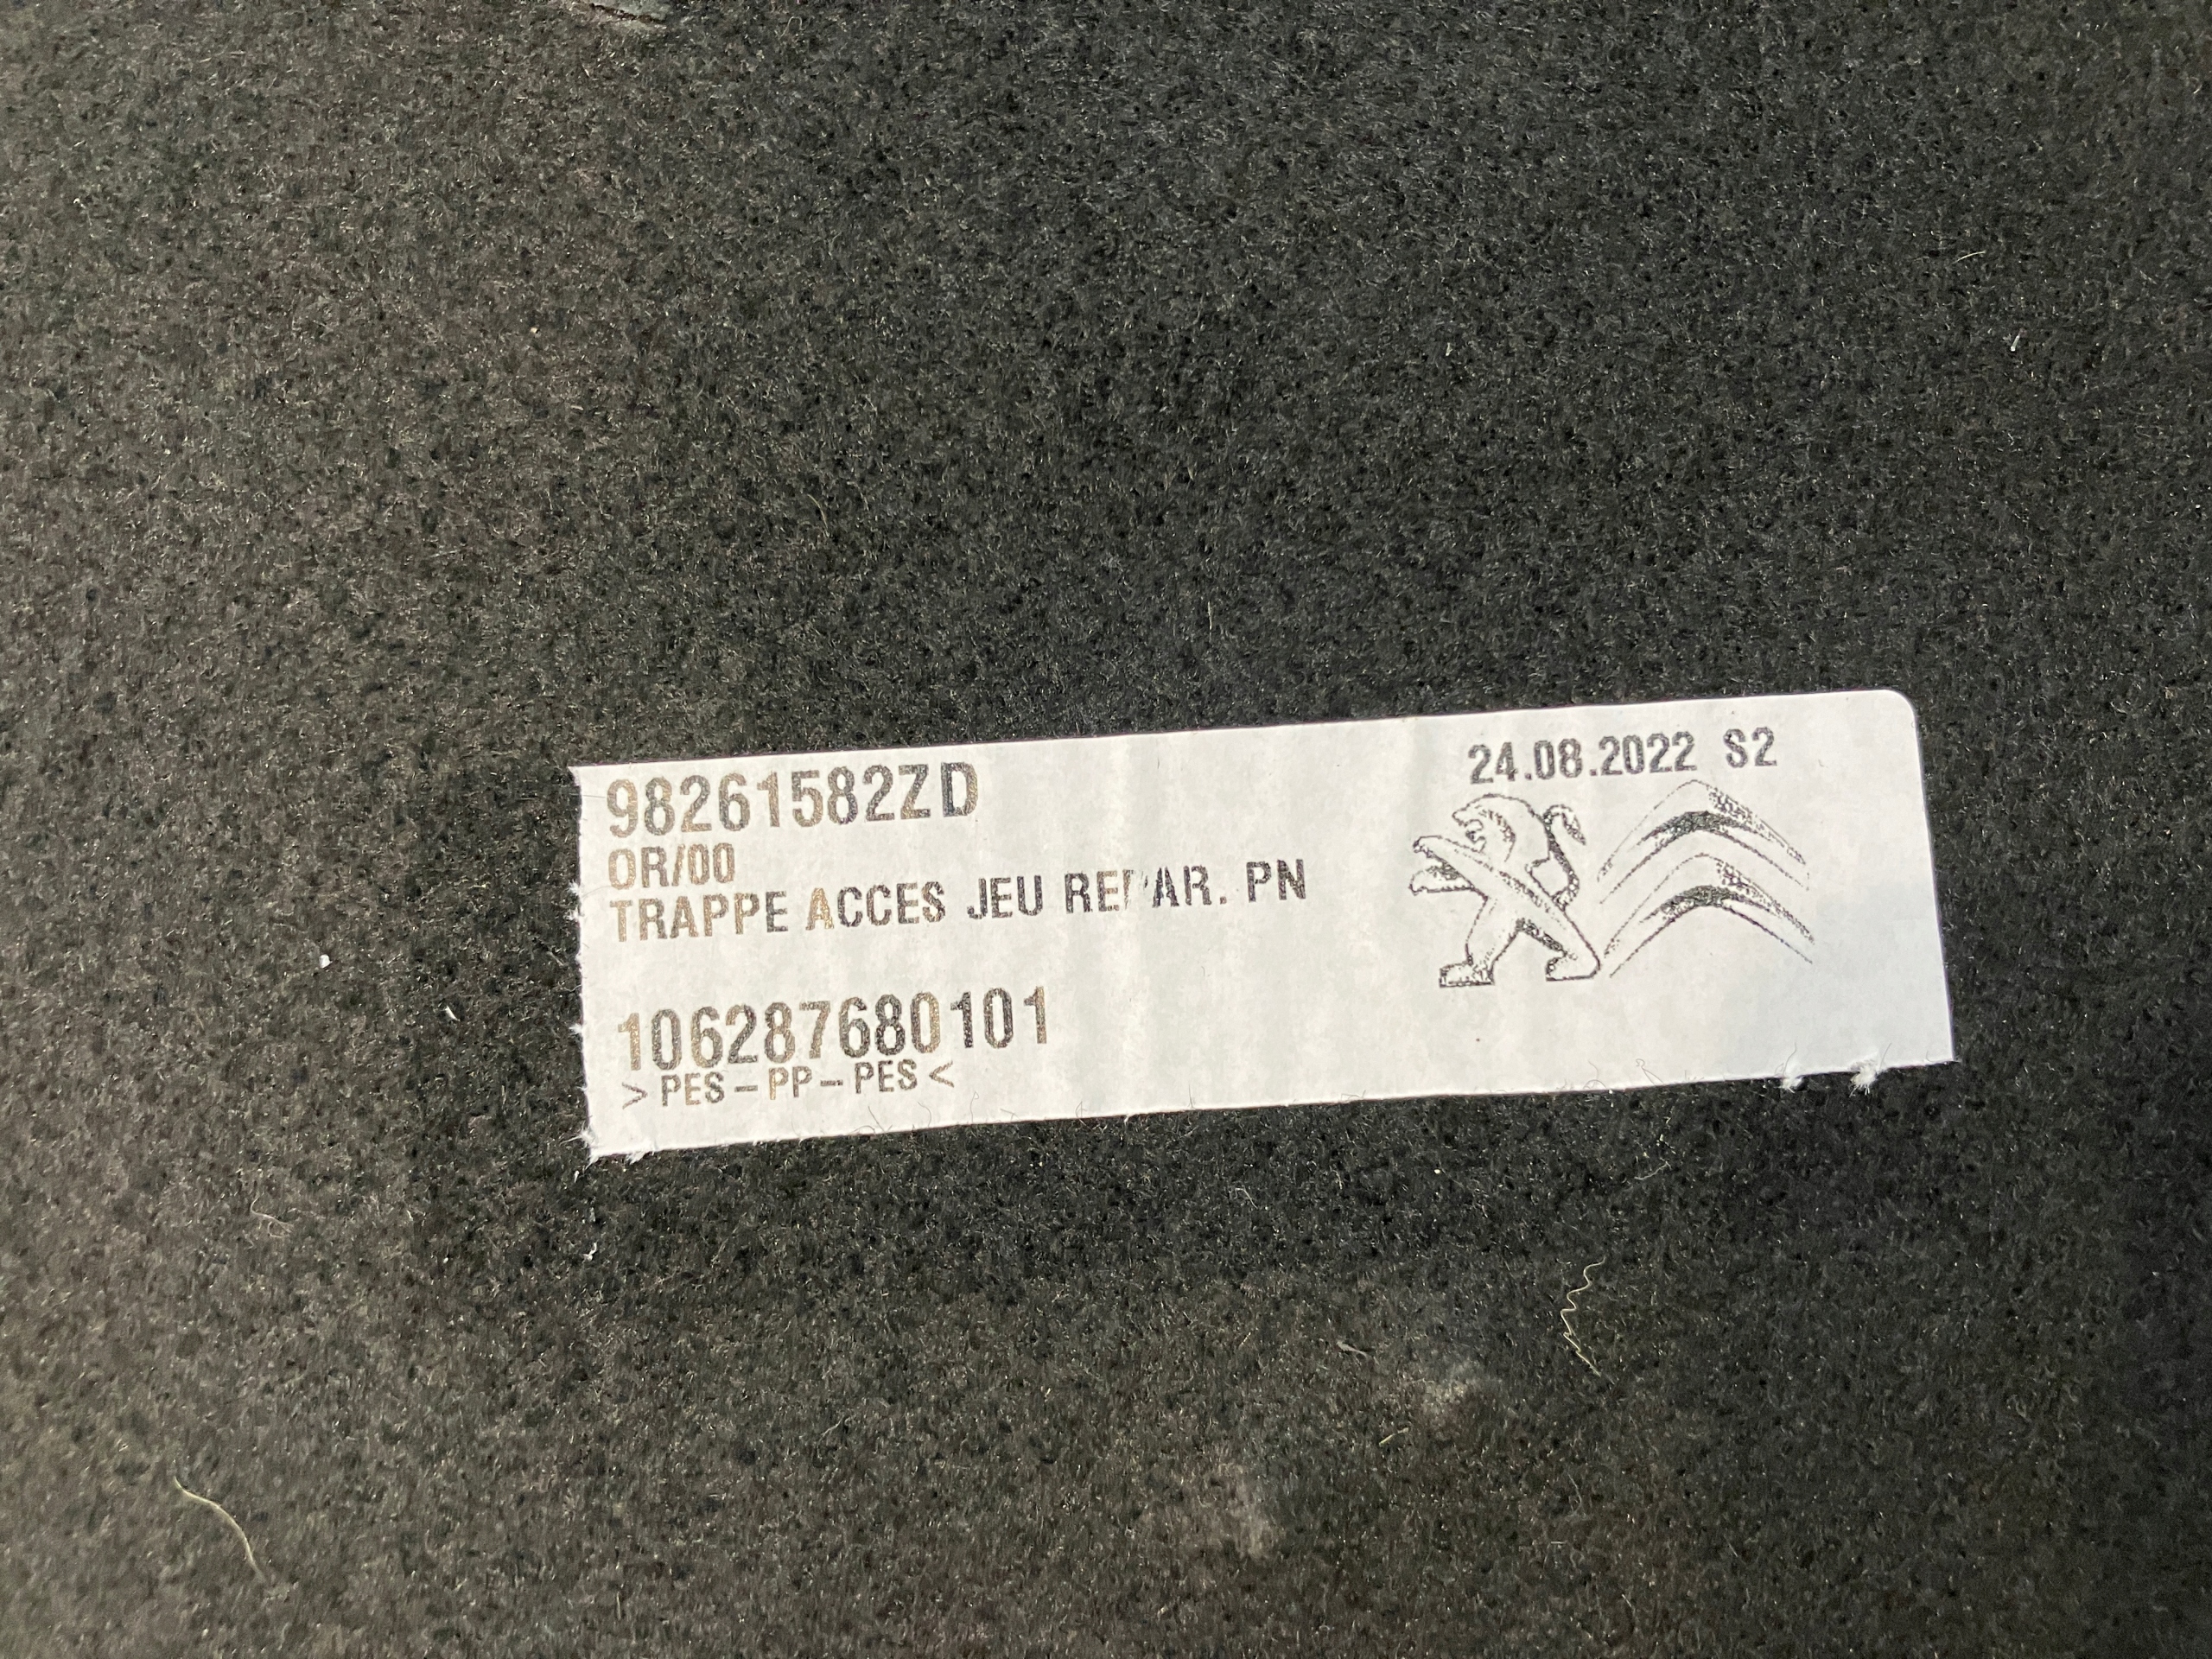 98261582ZD
24.08.2022 S2
OR/00
TRAPPE ACCES JEU REPAR. PN
106287680101
>PES-PP-PES<